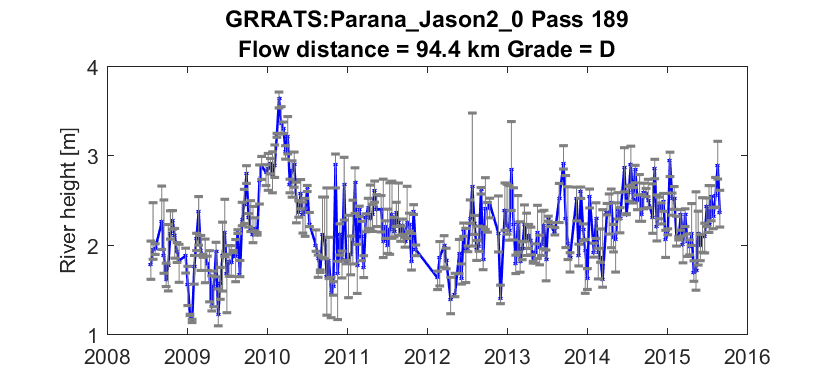 GRRATS:Parana_Jason2_0 Pass 189
Flow distance = 94.4 km Grade = D
River height [m]
4
3
2
1
2008 2009 2010 2011 2012 2013 2014 2015 2016